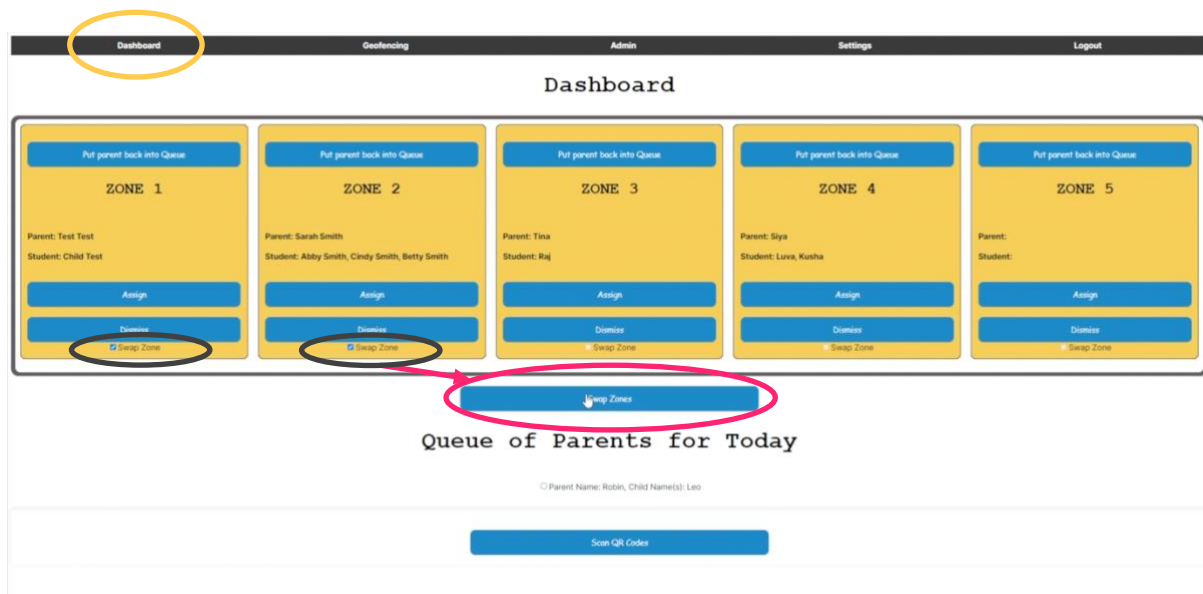 Dashboard Geofencing Admin Settings Logout
Dashboard
Put parent back into Queue Put parent back into Queue Put parent back into Queue Put parent back into Queue Put parent back into Queue
ZONE 1 ZONE 2 ZONE 3 ZONE 4 ZONE 5
Parent: Test Test Parent: Sarah Smith Parent: Tina Parent: Siya Parent:
Student: Child Test Student: Abby Smith, Cindy Smith, Betty Smith Student: Raj Student: Luva, Kusha Student:
Assign Assign Assign Assign Assign
Dismiss Dismiss Dismiss Dismiss Dismiss
Swap Zone Swap Zone Swap Zone Swap Zone Swap Zone
Swap Zones
Queue of Parents for Today
Parent Name: Robin, Child Name(s): Leo
Scan QR Codes